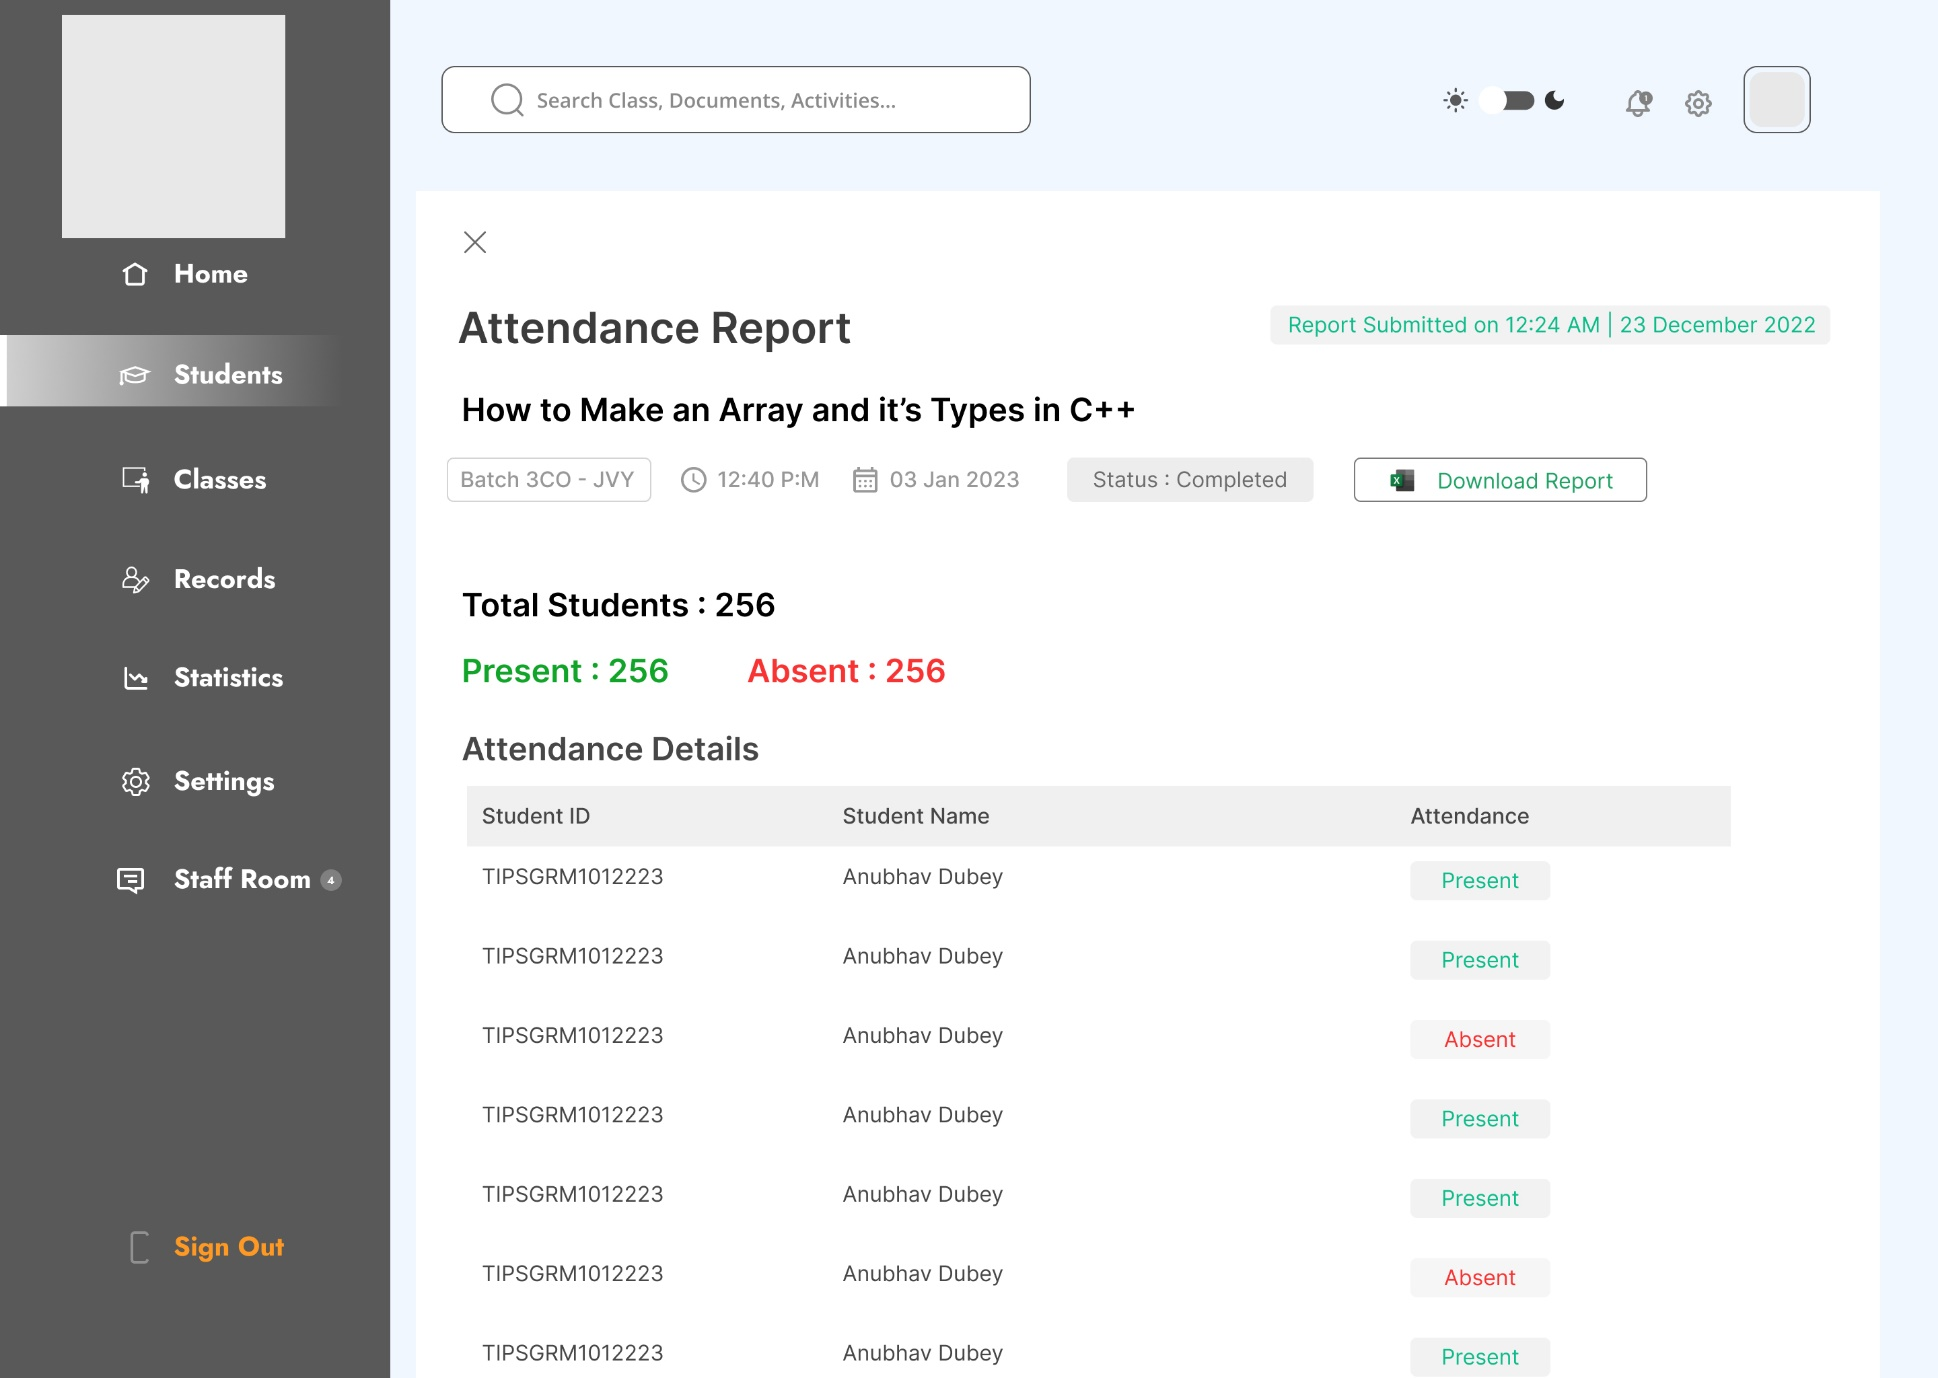 Search Class, Documents, Activities...
1
Home
Students
Classes
Records
Statistics
Settings
Staff Room 4
Sign Out
Attendance Report
Report Submitted on 12:24 AM | 23 December 2022
How to Make an Array and it’s Types in C++
Batch 3CO - JVY 12:40 P:M 03 Jan 2023 Status : Completed X Download Report
Total Students : 256
Present : 256 Absent : 256
Attendance Details
Student ID Student Name Attendance
TIPSGRM1012223 Anubhav Dubey Present
TIPSGRM1012223 Anubhav Dubey Present
TIPSGRM1012223 Anubhav Dubey Absent
TIPSGRM1012223 Anubhav Dubey Present
TIPSGRM1012223 Anubhav Dubey Present
TIPSGRM1012223 Anubhav Dubey Absent
TIPSGRM1012223 Anubhav Dubey Present